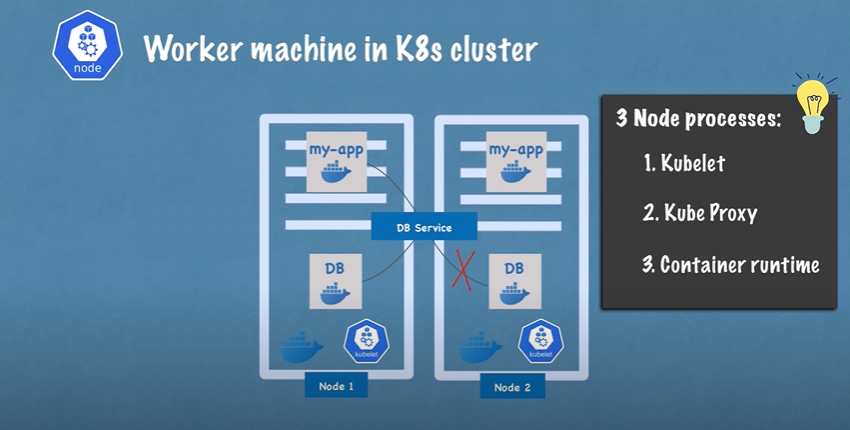 node
Worker machine in K8s cluster
3 Node processes:
1. Kubelet
2. Kube Proxy
3. Container runtime
my-app
my-app
DB Service
DB
DB
kubelet
kubelet
Node 1
Node 2